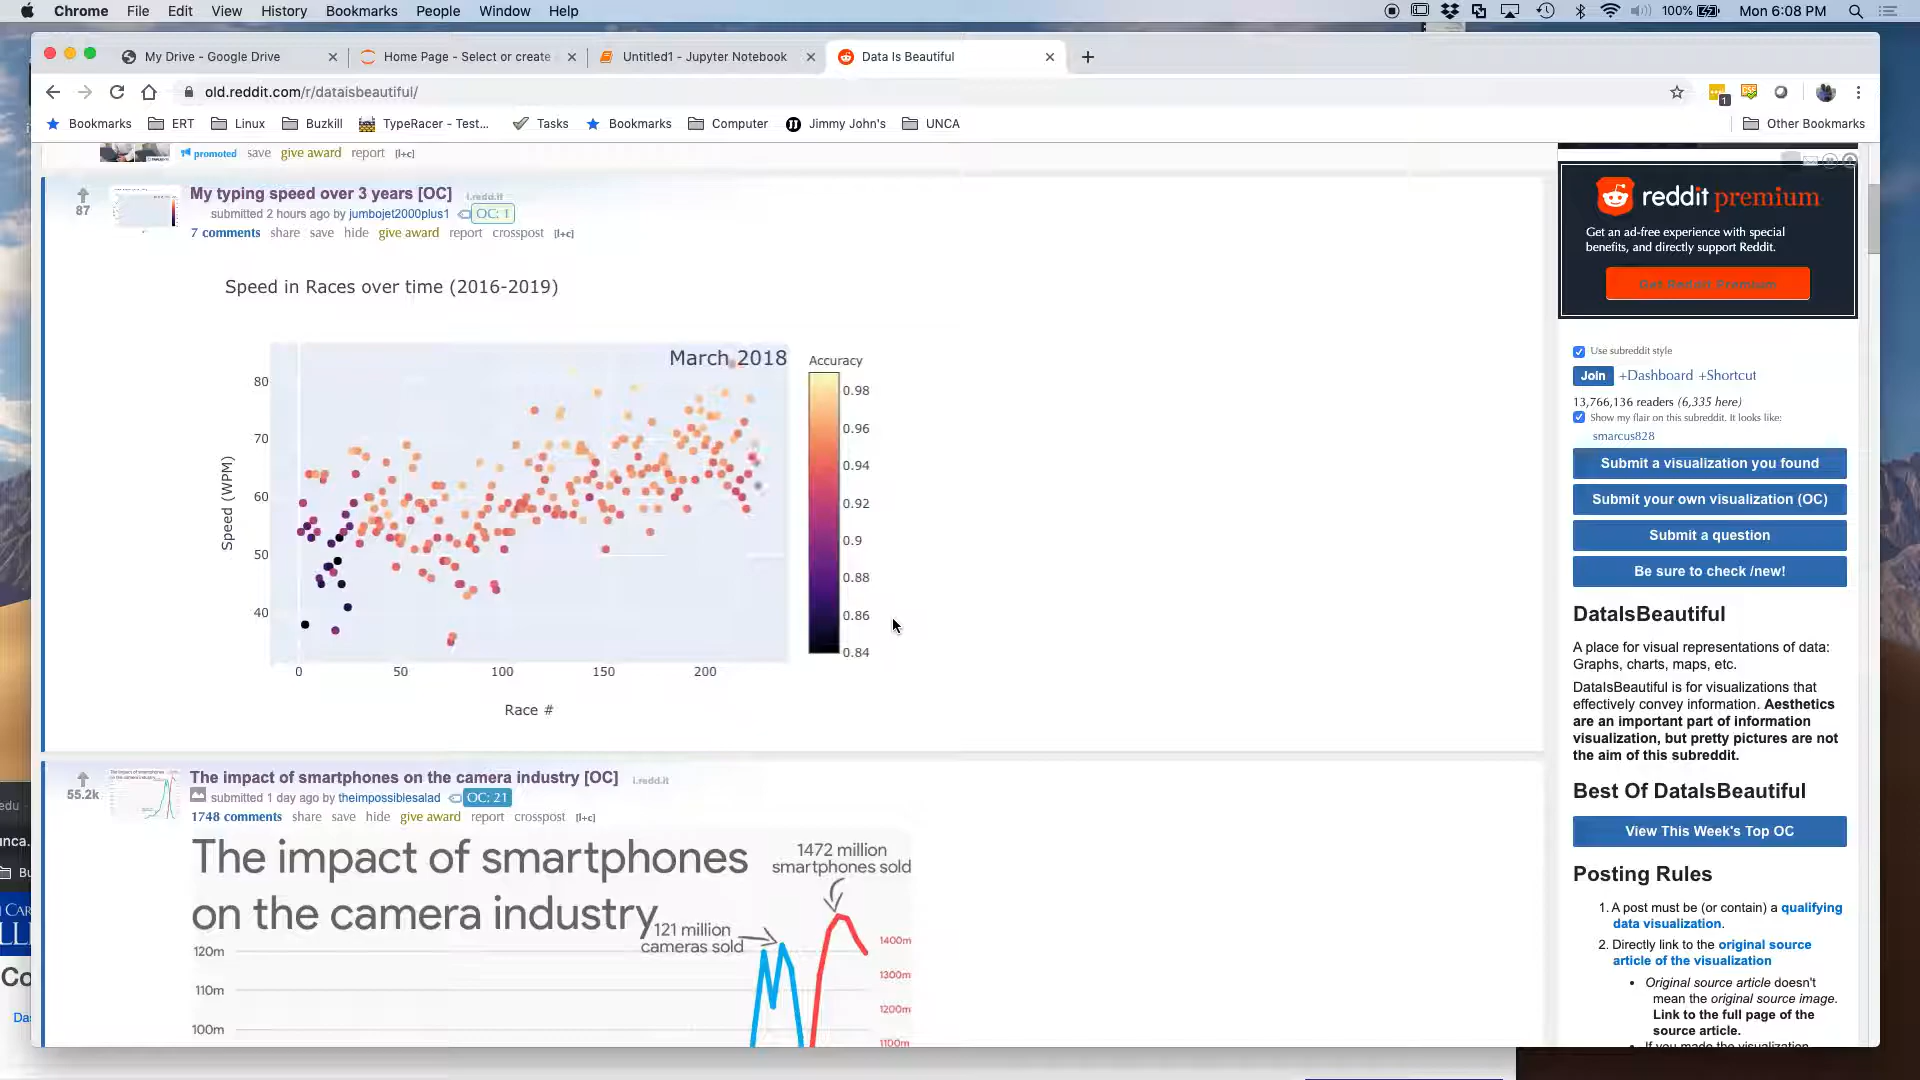 Chrome File Edit View History Bookmarks People Window Help 100% Mon 6:08 PM
My Drive - Google Drive Home Page - Select or create Untitled1 - Jupyter Notebook Data Is Beautiful
old.reddit.com/r/dataisbeautiful/
Bookmarks ERT Linux Buzkill TypeRacer - Test... Tasks Bookmarks Computer Jimmy John's UNCA Other Bookmarks
promoted save give award report [l+c]
My typing speed over 3 years [OC] i.redd.it
87
submitted 2 hours ago by jumbojet2000plus1 OC: 1
7 comments share save hide give award report crosspost [l+c]
Speed in Races over time (2016-2019)
March 2018
Accuracy
Speed (WPM)
80
70
60
50
40
0 50 100 150 200
Race #
0.98
0.96
0.94
0.92
0.9
0.88
0.86
0.84
The impact of smartphones on the camera industry [OC] i.redd.it
55.2k
submitted 1 day ago by theimpossiblesalad OC: 21
1748 comments share save hide give award report crosspost [l+c]
The impact of smartphones
on the camera industry
1472 million
smartphones sold
121 million
cameras sold
120m
110m
100m
1400m
1300m
1200m
1100m
reddit premium
Get an ad-free experience with special
benefits, and directly support Reddit.
Get Reddit Premium
Use subreddit style
Join +Dashboard +Shortcut
13,766,136 readers (6,335 here)
Show my flair on this subreddit. It looks like:
smarcus828
Submit a visualization you found
Submit your own visualization (OC)
Submit a question
Be sure to check /new!
DataIsBeautiful
A place for visual representations of data:
Graphs, charts, maps, etc.
DataIsBeautiful is for visualizations that
effectively convey information. Aesthetics
are an important part of information
visualization, but pretty pictures are not
the aim of this subreddit.
Best Of DataIsBeautiful
View This Week's Top OC
Posting Rules
1. A post must be (or contain) a qualifying
data visualization.
2. Directly link to the original source
article of the visualization
Original source article doesn't
mean the original source image.
Link to the full page of the
source article.
If you made the visualization